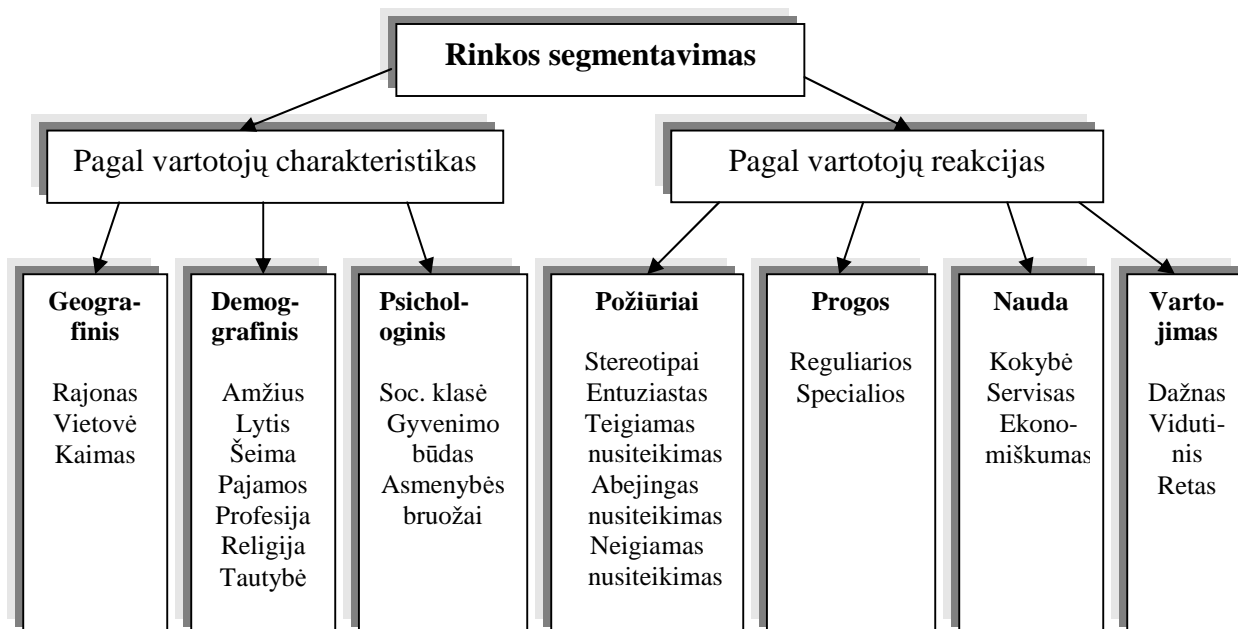 Rinkos segmentavimas
Pagal vartotojų charakteristikas
Pagal vartotojų reakcijas
Geogra-
finis
Rajonas
Vietovė
Kaimas
Demog-
grafinis
Amžius
Lytis
Šeima
Pajamos
Profesija
Religija
Tautybė
Psichol-
oginis
Soc. klasė
Gyvenimo
būdas
Asmenybės
bruožai
Požiūriai
Stereotipai
Entuziastas
Teigiamas
nusiteikimas
Abejingas
nusiteikimas
Neigiamas
nusiteikimas
Progos
Reguliarios
Specialios
Nauda
Kokybė
Servisas
Ekono-
miškumas
Varto-
jimas
Dažnas
Viduti-
nis
Retas